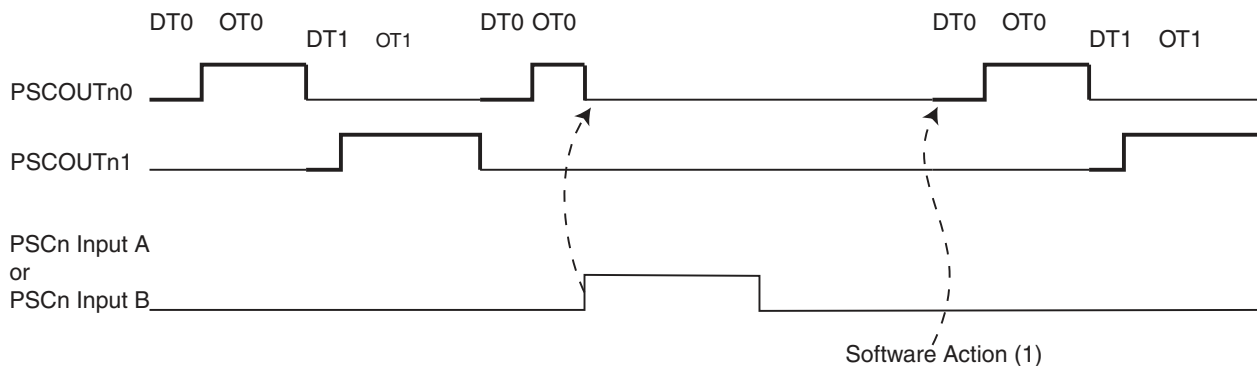 DT0 OT0 DT1 OT1 DT0 OT0 DT0 OT0 DT1 OT1
PSCOUTn0
PSCOUTn1
PSCn Input A
or
PSCn Input B
Software Action (1)